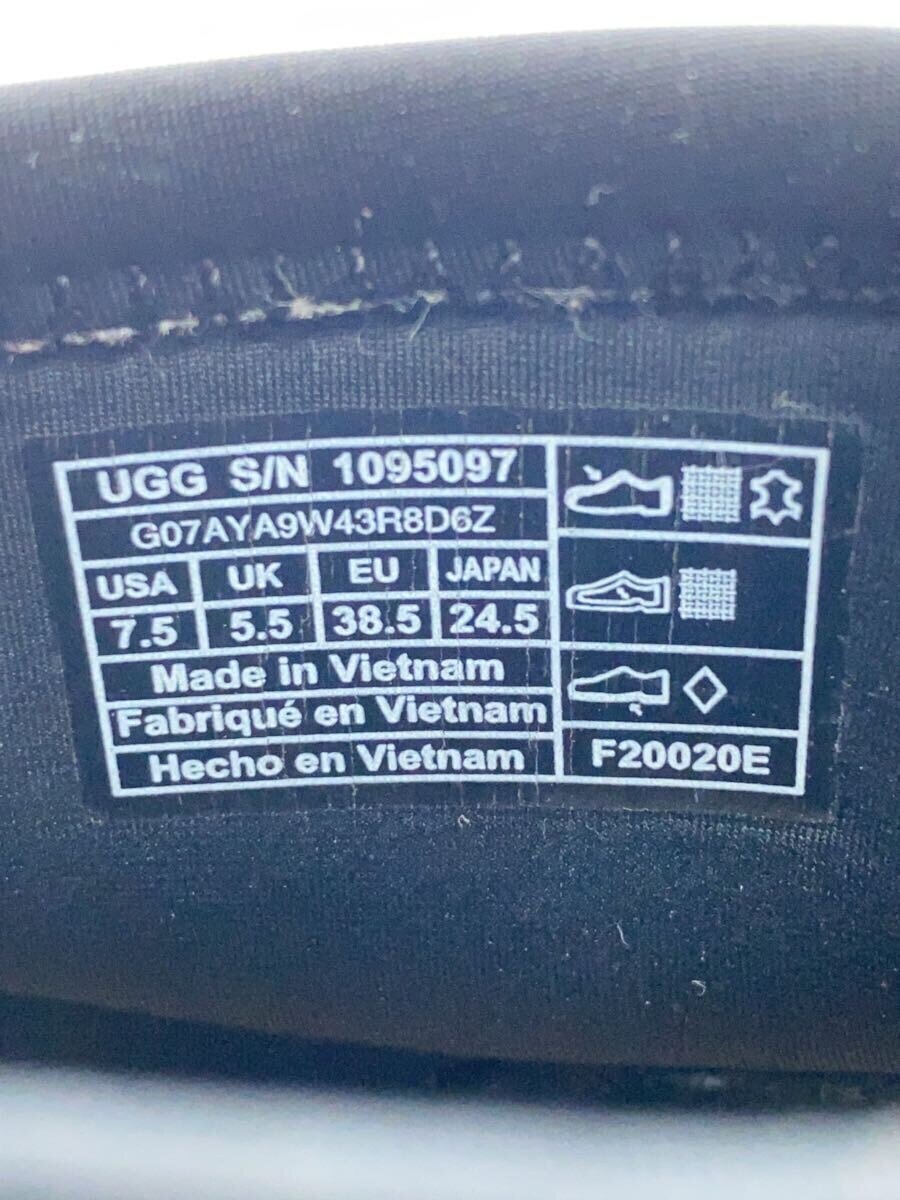 UGG S/N 1095097
G07AYA9W43R8D6Z
USA UK EU JAPAN
7.5 5.5 38.5 24.5
Made in Vietnam
Fabriqué en Vietnam
Hecho en Vietnam
F20020E